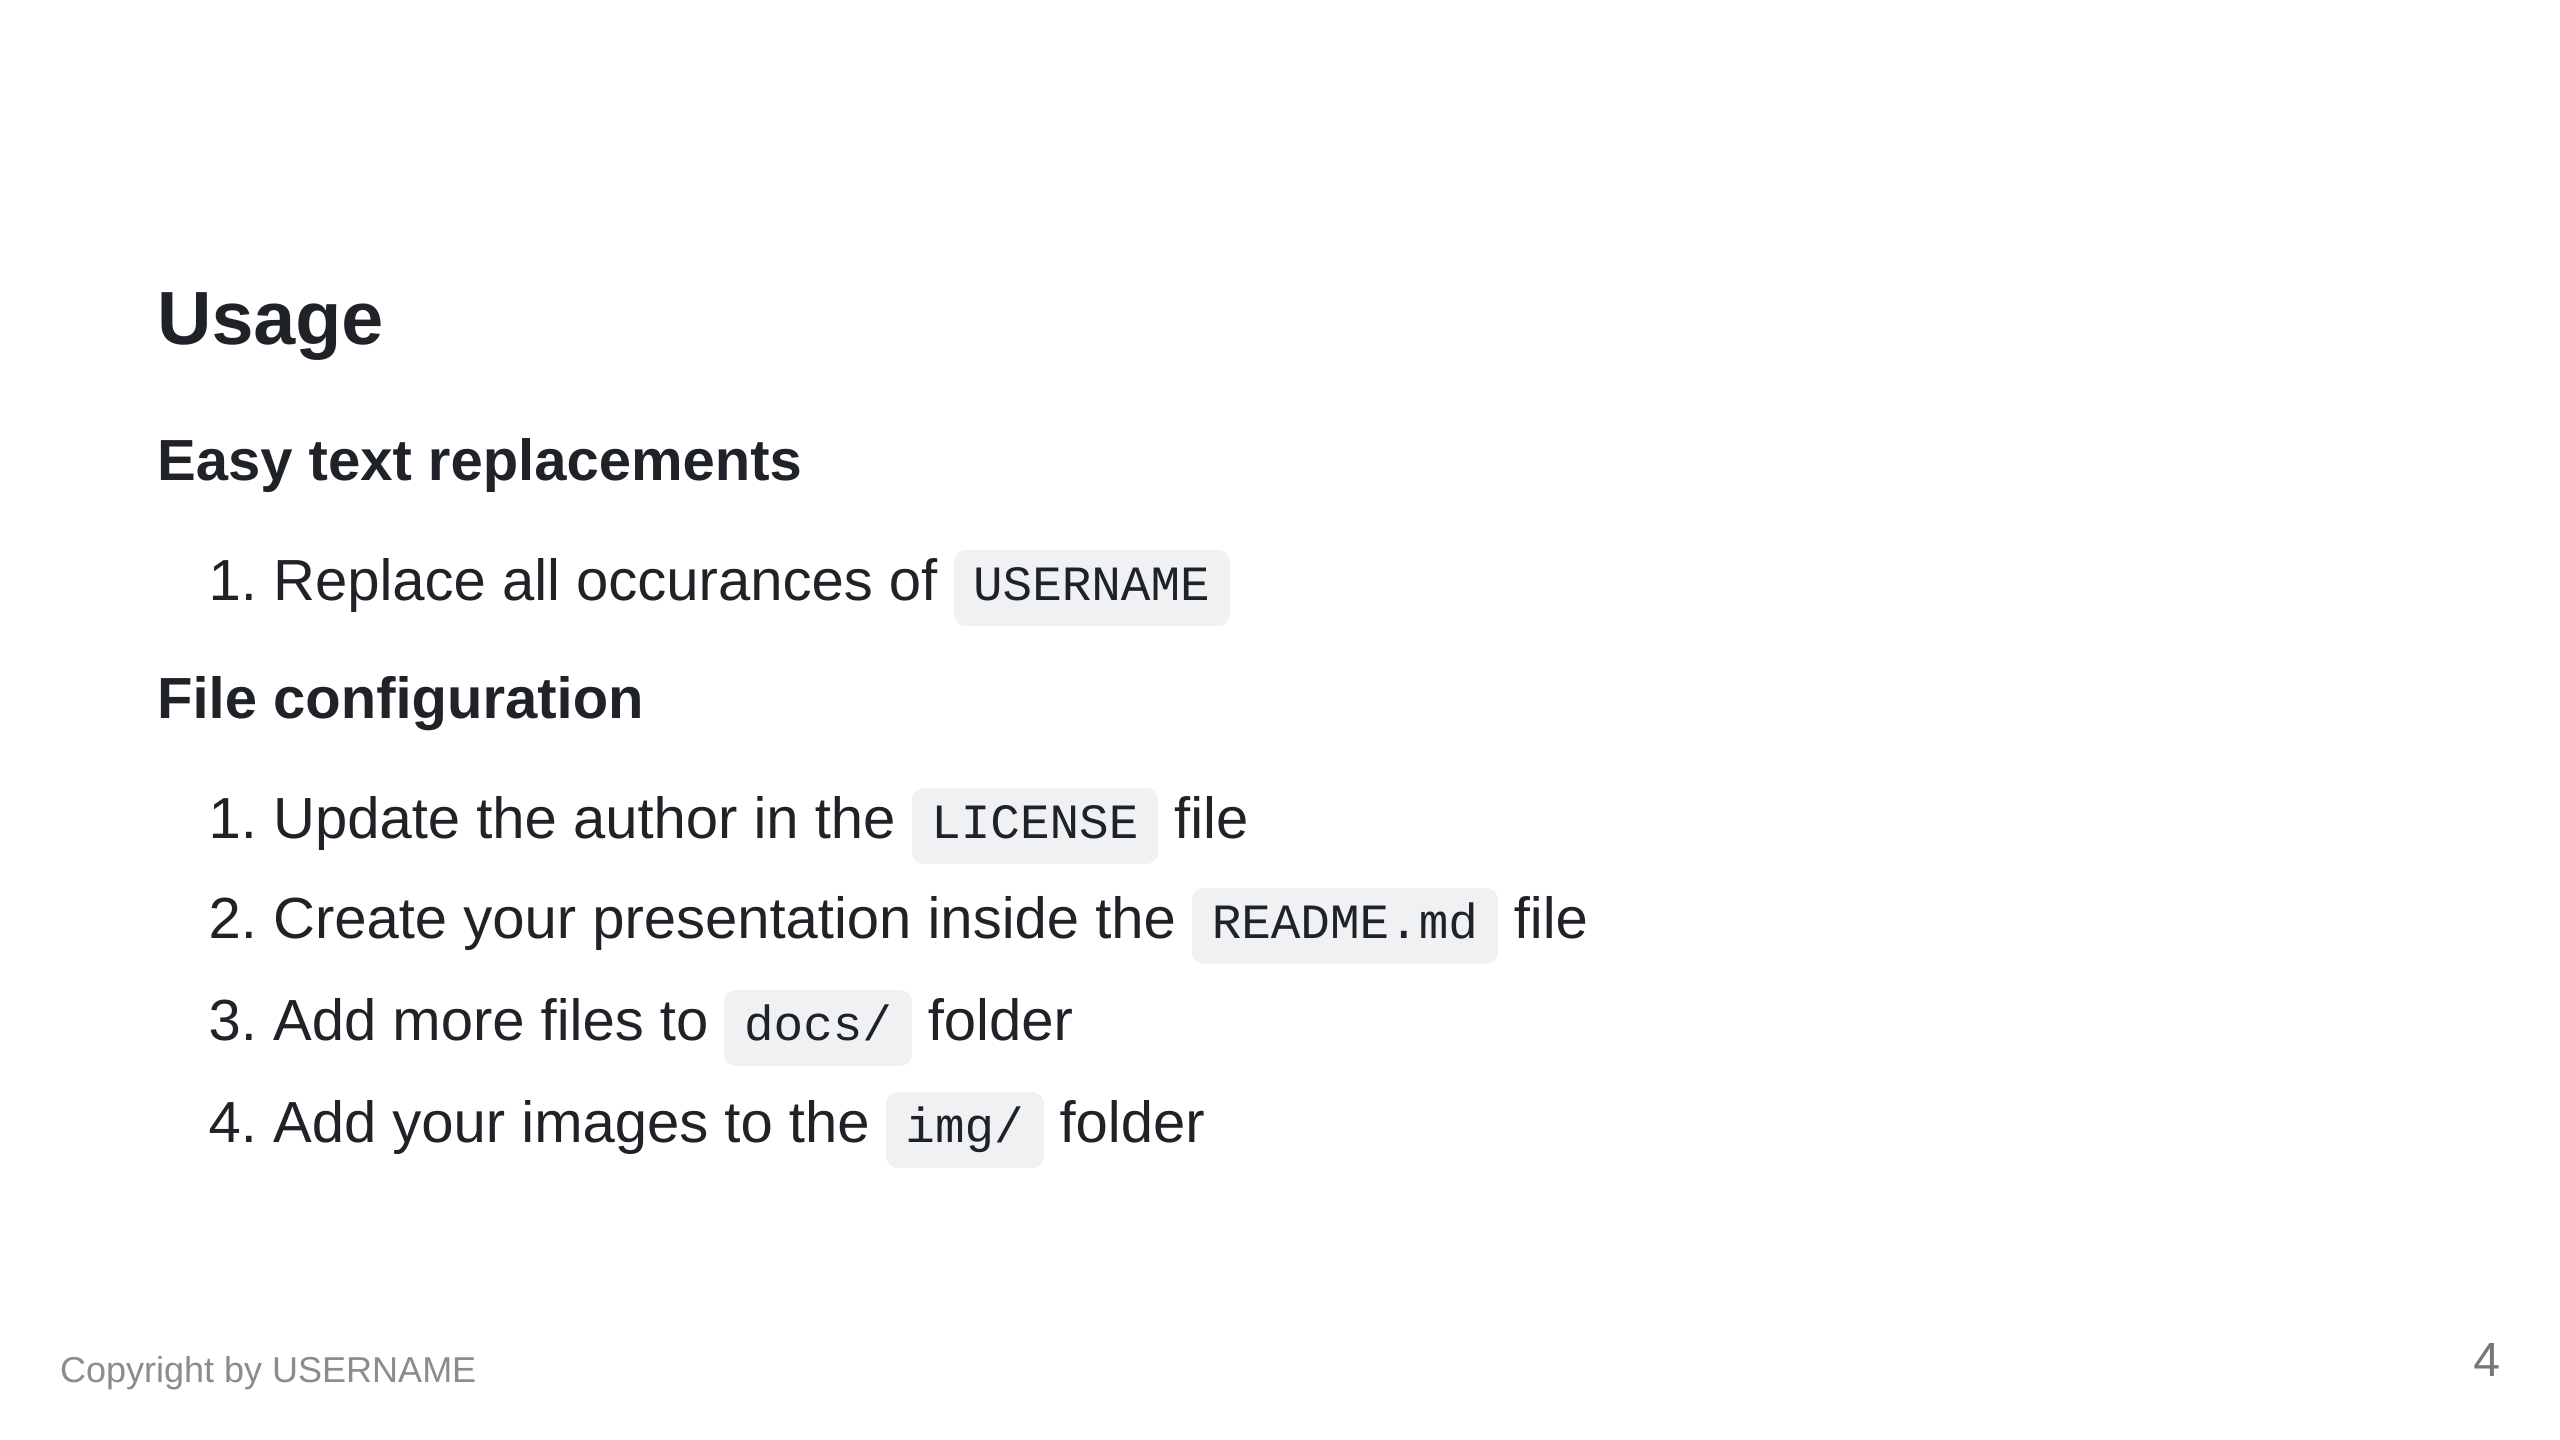 Usage
Easy text replacements
1. Replace all occurances of USERNAME
File configuration
1. Update the author in the LICENSE file
2. Create your presentation inside the README.md file
3. Add more files to docs/ folder
4. Add your images to the img/ folder
Copyright by USERNAME
4